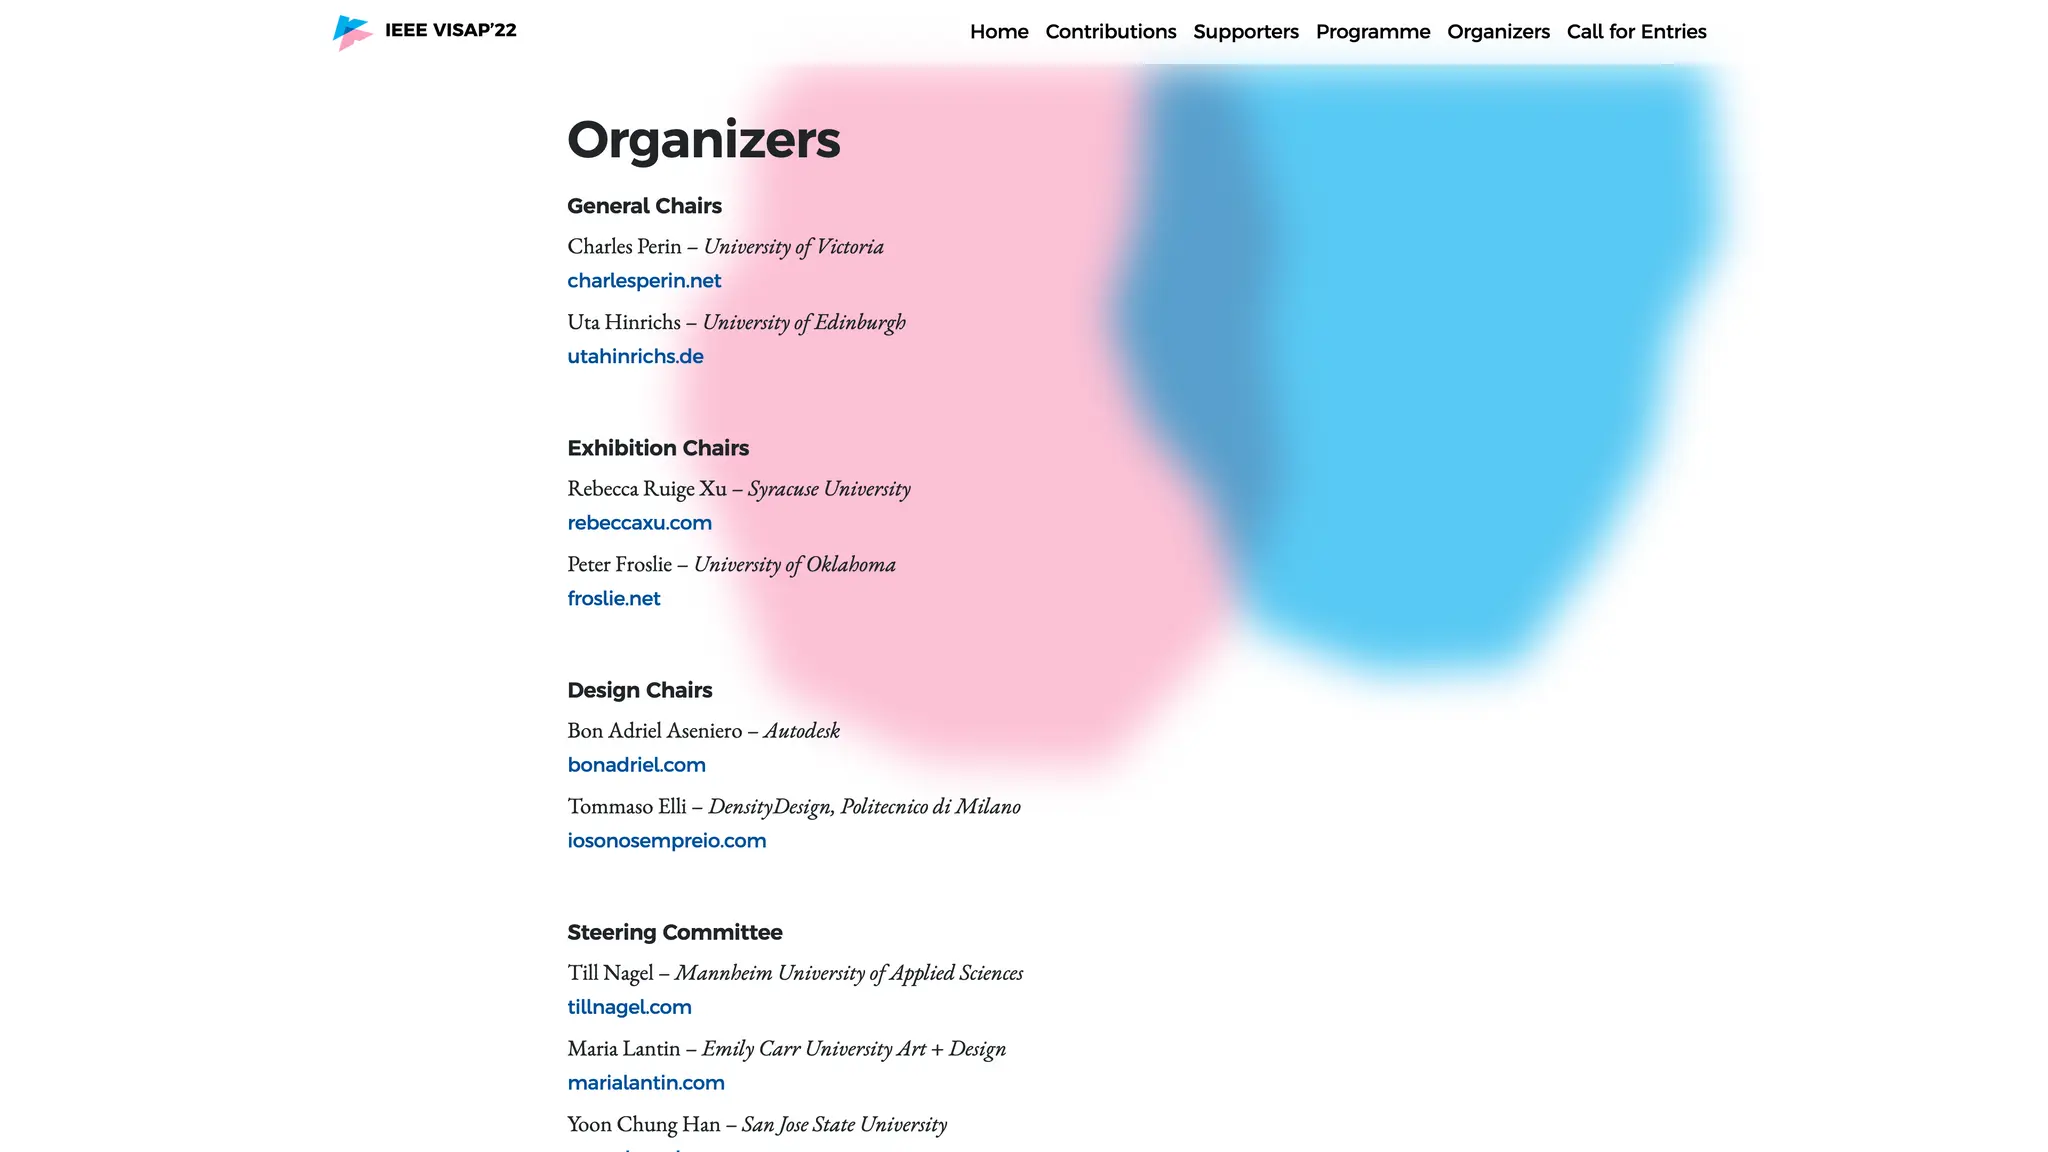 IEEE VISAP’22
Home Contributions Supporters Programme Organizers Call for Entries
Organizers
General Chairs
Charles Perin – University of Victoria
charlesperin.net
Uta Hinrichs – University of Edinburgh
utahinrichs.de
Exhibition Chairs
Rebecca Ruige Xu – Syracuse University
rebeccaxu.com
Peter Froslie – University of Oklahoma
froslie.net
Design Chairs
Bon Adriel Aseniero – Autodesk
bonadriel.com
Tommaso Elli – DensityDesign, Politecnico di Milano
iosonosempreio.com
Steering Committee
Till Nagel – Mannheim University of Applied Sciences
tillnagel.com
Maria Lantin – Emily Carr University Art + Design
marialantin.com
Yoon Chung Han – San Jose State University